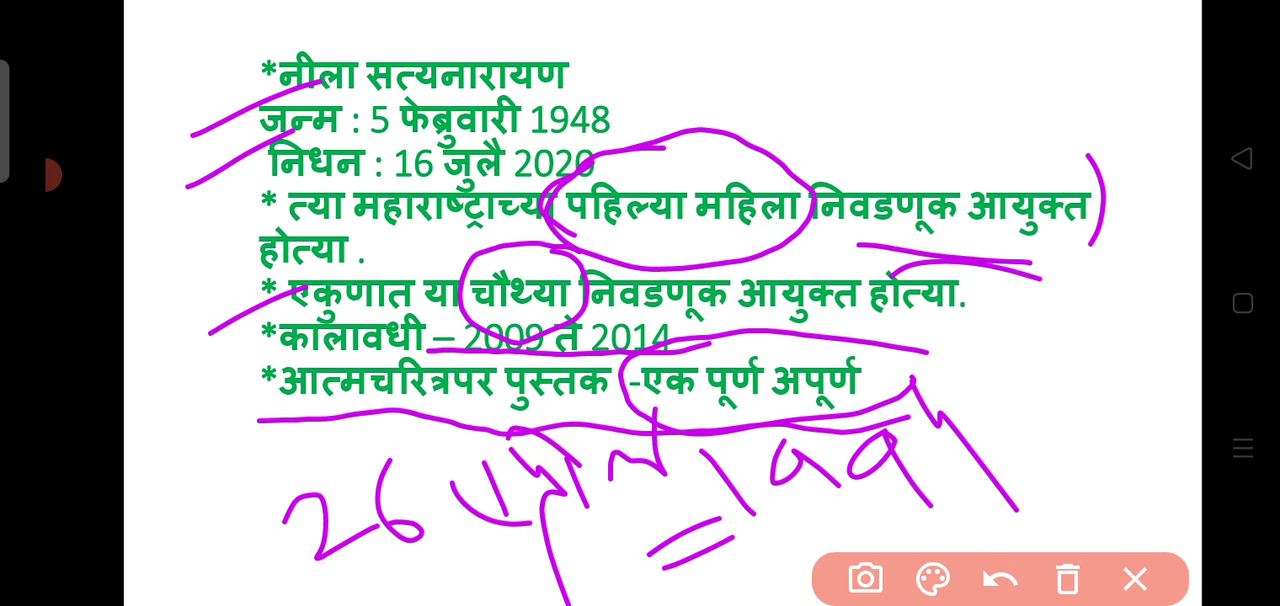 *नीला सत्यनारायण
जन्म : 5 फेब्रुवारी 1948
निधन : 16 जुलै 2020
* त्या महाराष्ट्राच्या पहिल्या महिला निवडणूक आयुक्त
होत्या .
* एकुणात या चौथ्या निवडणूक आयुक्त होत्या.
*कालावधी – 2009 ते 2014
*आत्मचरित्रपर पुस्तक -एक पूर्ण अपूर्ण
26